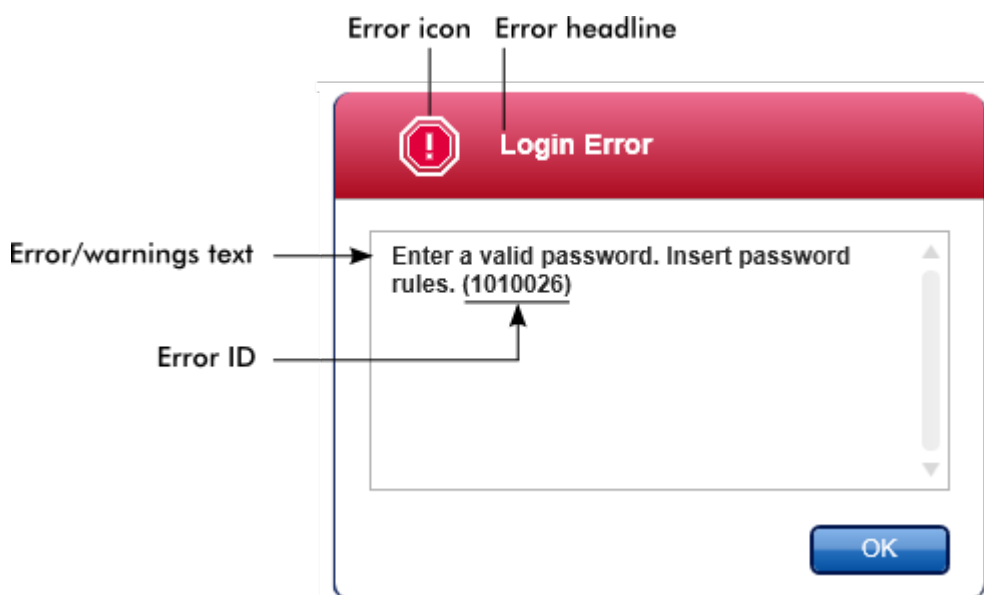 Error icon Error headline
Login Error
Error/warnings text
Enter a valid password. Insert password
rules. (1010026)
Error ID
OK